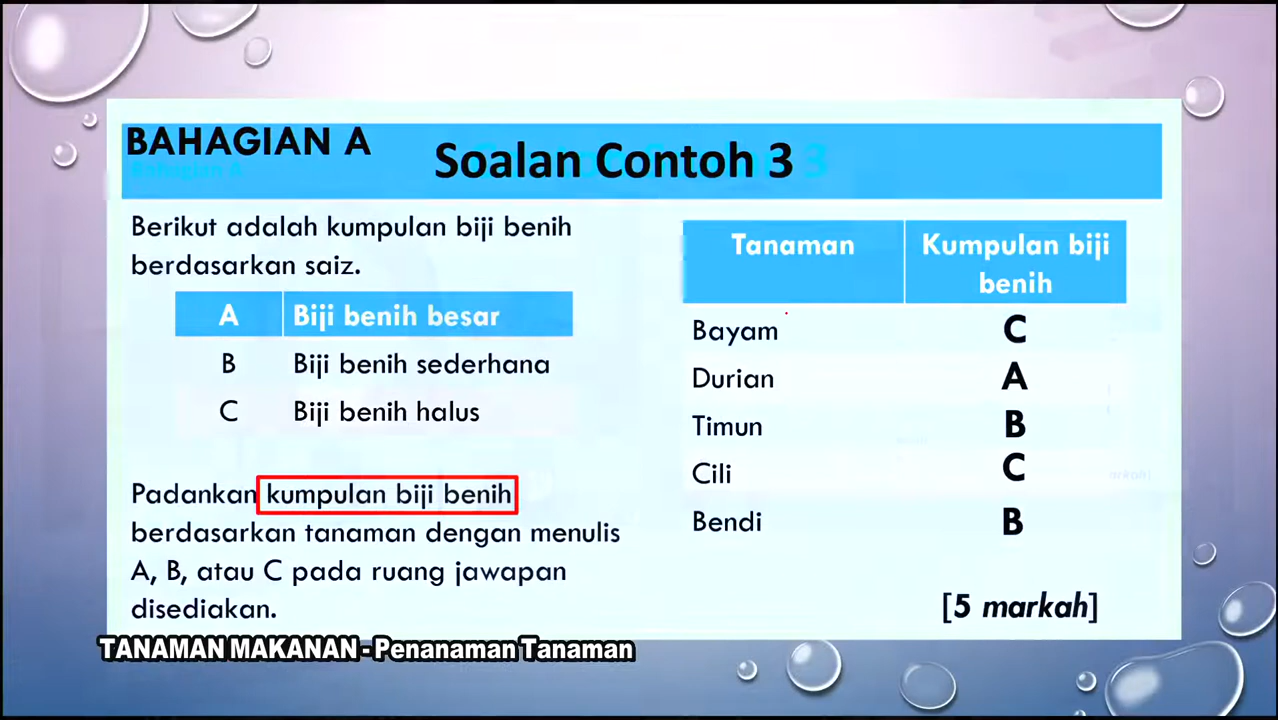 BAHAGIAN A
Soalan Contoh 3
Berikut adalah kumpulan biji benih
berdasarkan saiz.
A Biji benih besar
B Biji benih sederhana
C Biji benih halus
Padankan kumpulan biji benih
berdasarkan tanaman dengan menulis
A, B, atau C pada ruang jawapan
disediakan.
Tanaman Kumpulan biji
benih
Bayam C
Durian A
Timun B
Cili C
Bendi B
[5 markah]
TANAMAN MAKANAN - Penanaman Tanaman